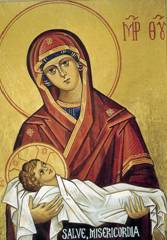 ΜΡ ΘΥ
SALVE, MISERICORDIA